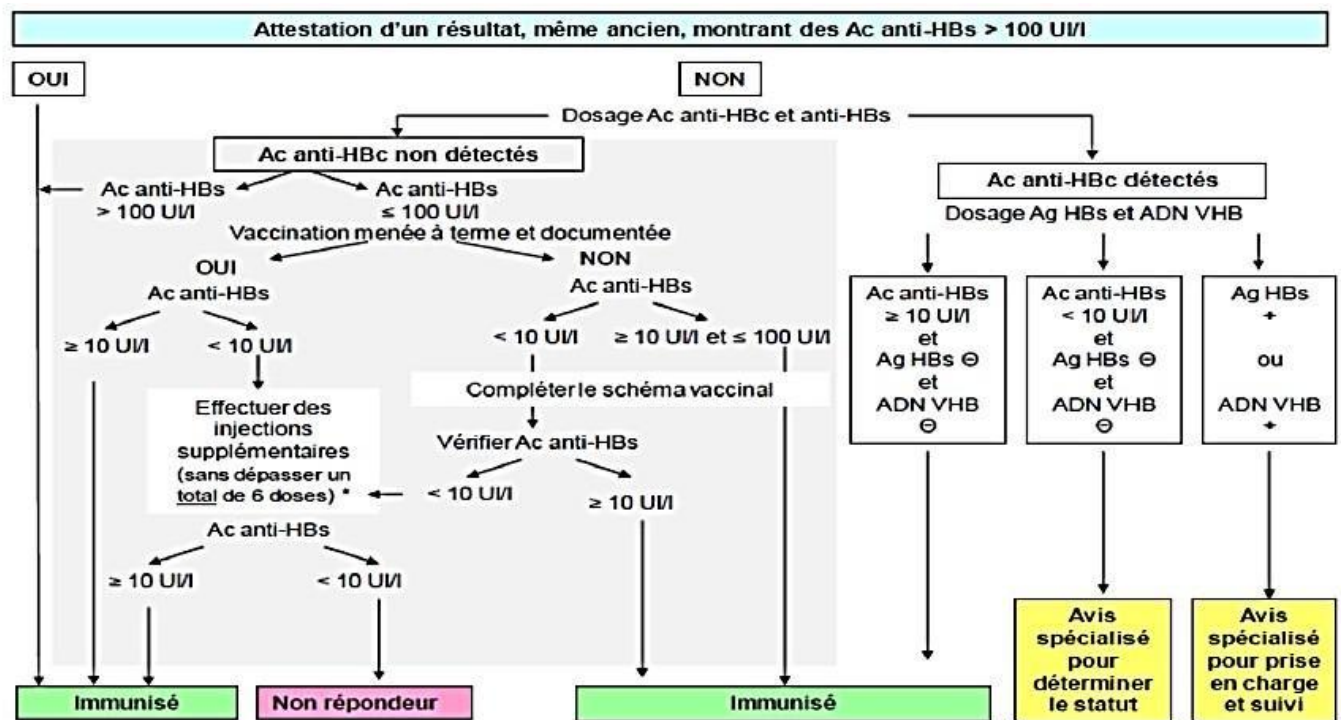 Attestation d'un résultat, même ancien, montrant des Ac anti-HBs > 100 UI/l
OUI
NON
Dosage Ac anti-HBc et anti-HBs
Ac anti-HBc non détectés
Ac anti-HBs
> 100 UI/l
Ac anti-HBs
≤ 100 UI/l
Vaccination menée à terme et documentée
OUI
Ac anti-HBs
≥ 10 UI/l
< 10 UI/l
Effectuer des
injections
supplémentaires
(sans dépasser un
total de 6 doses) *
Ac anti-HBs
≥ 10 UI/l
< 10 UI/l
NON
Ac anti-HBs
< 10 UI/l
≥ 10 UI/l et ≤ 100 UI/l
Compléter le schéma vaccinal
Vérifier Ac anti-HBs
< 10 UI/l
≥ 10 UI/l
Ac anti-HBc détectés
Dosage Ag HBs et ADN VHB
Ac anti-HBs
≥ 10 UI/l
et
Ag HBs ⊖
et
ADN VHB
⊖
Ac anti-HBs
< 10 UI/l
et
Ag HBs ⊖
et
ADN VHB
⊖
Ag HBs
+
ou
ADN VHB
+
Immunisé
Non répondeur
Immunisé
Avis
spécialisé
pour
déterminer
le statut
Avis
spécialisé
pour prise
en charge
et suivi